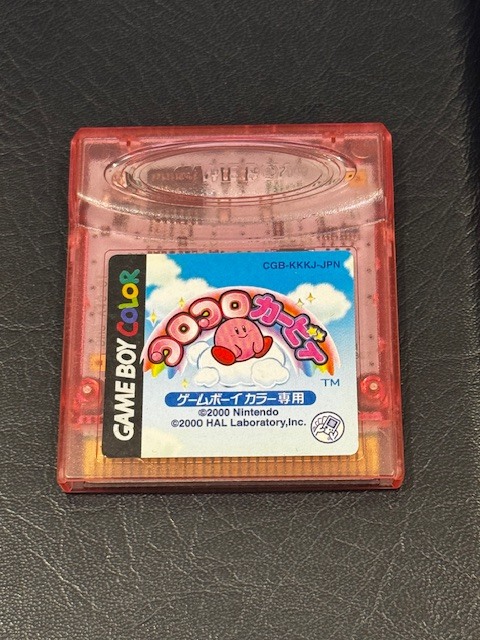 CGB-KKKJ-JPN
GAME BOY COLOR
コロコロカービィ
TM
ゲームボーイカラー専用
©2000 Nintendo
©2000 HAL Laboratory,Inc.